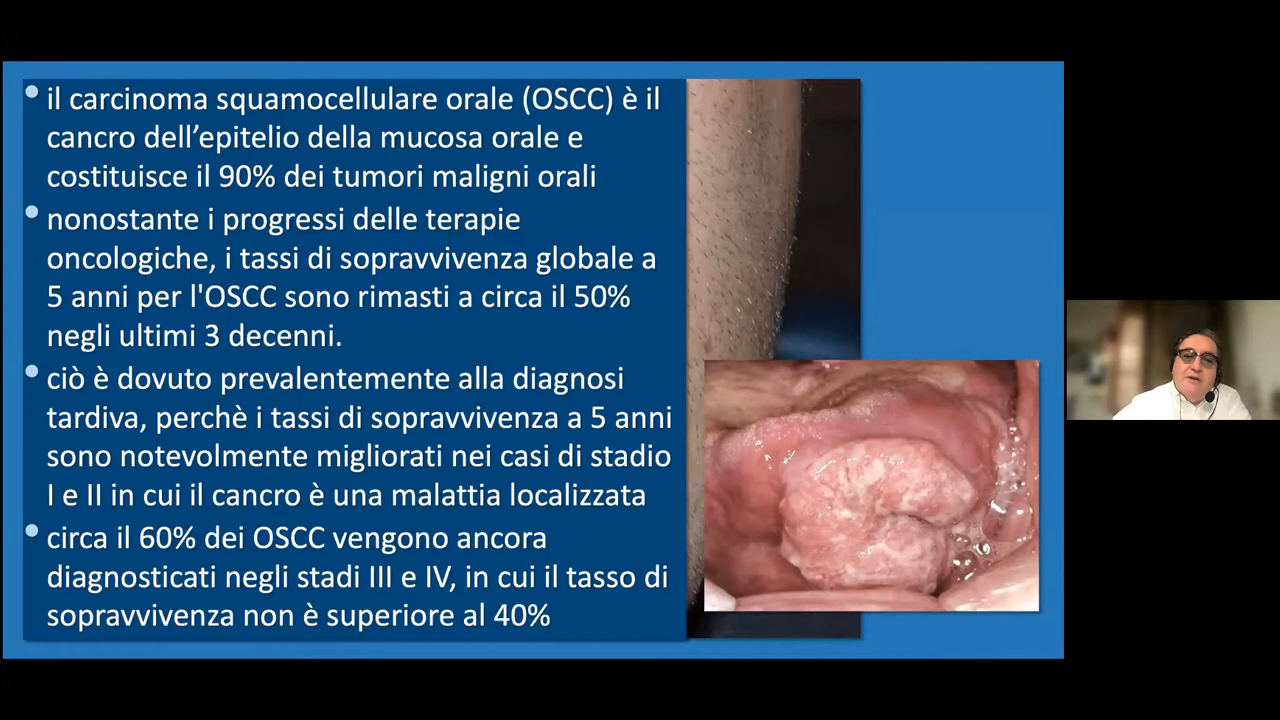 • il carcinoma squamocellulare orale (OSCC) è il
cancro dell’epitelio della mucosa orale e
costituisce il 90% dei tumori maligni orali
• nonostante i progressi delle terapie
oncologiche, i tassi di sopravvivenza globale a
5 anni per l'OSCC sono rimasti a circa il 50%
negli ultimi 3 decenni.
• ciò è dovuto prevalentemente alla diagnosi
tardiva, perchè i tassi di sopravvivenza a 5 anni
sono notevolmente migliorati nei casi di stadio
I e II in cui il cancro è una malattia localizzata
• circa il 60% dei OSCC vengono ancora
diagnosticati negli stadi III e IV, in cui il tasso di
sopravvivenza non è superiore al 40%